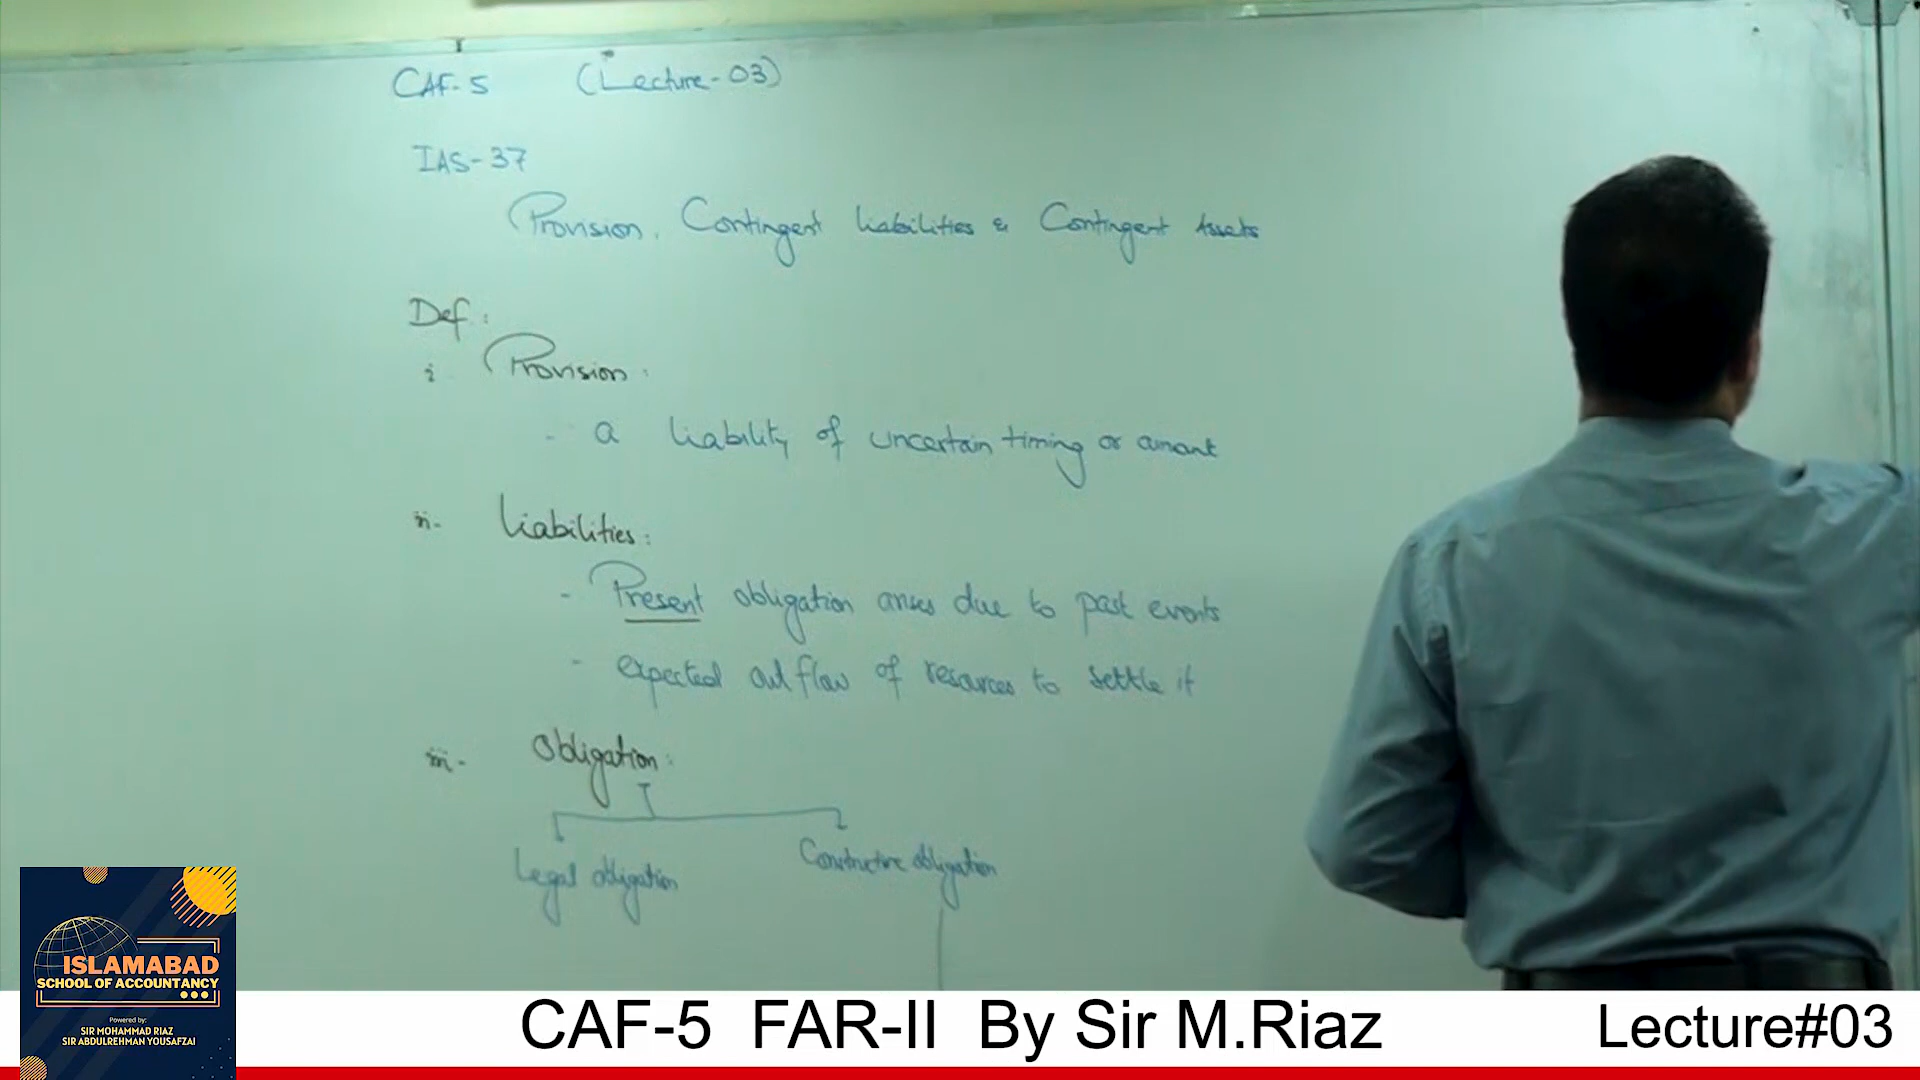 CAF-5 (Lecture-03)
IAS-37
Provision, Contingent Liabilities & Contingent Assets
Def:
i Provision:
- a liability of uncertain timing or amount
ii- Liabilities:
- Present obligation arises due to past events
- expected outflow of resources to settle it
iii- Obligation:
Legal obligation Constructive obligation
ISLAMABAD
SCHOOL OF ACCOUNTANCY
Powered by:
SIR MOHAMMAD RIAZ
SIR ABDULREHMAN YOUSAFZAI
CAF-5 FAR-II By Sir M.Riaz
Lecture#03